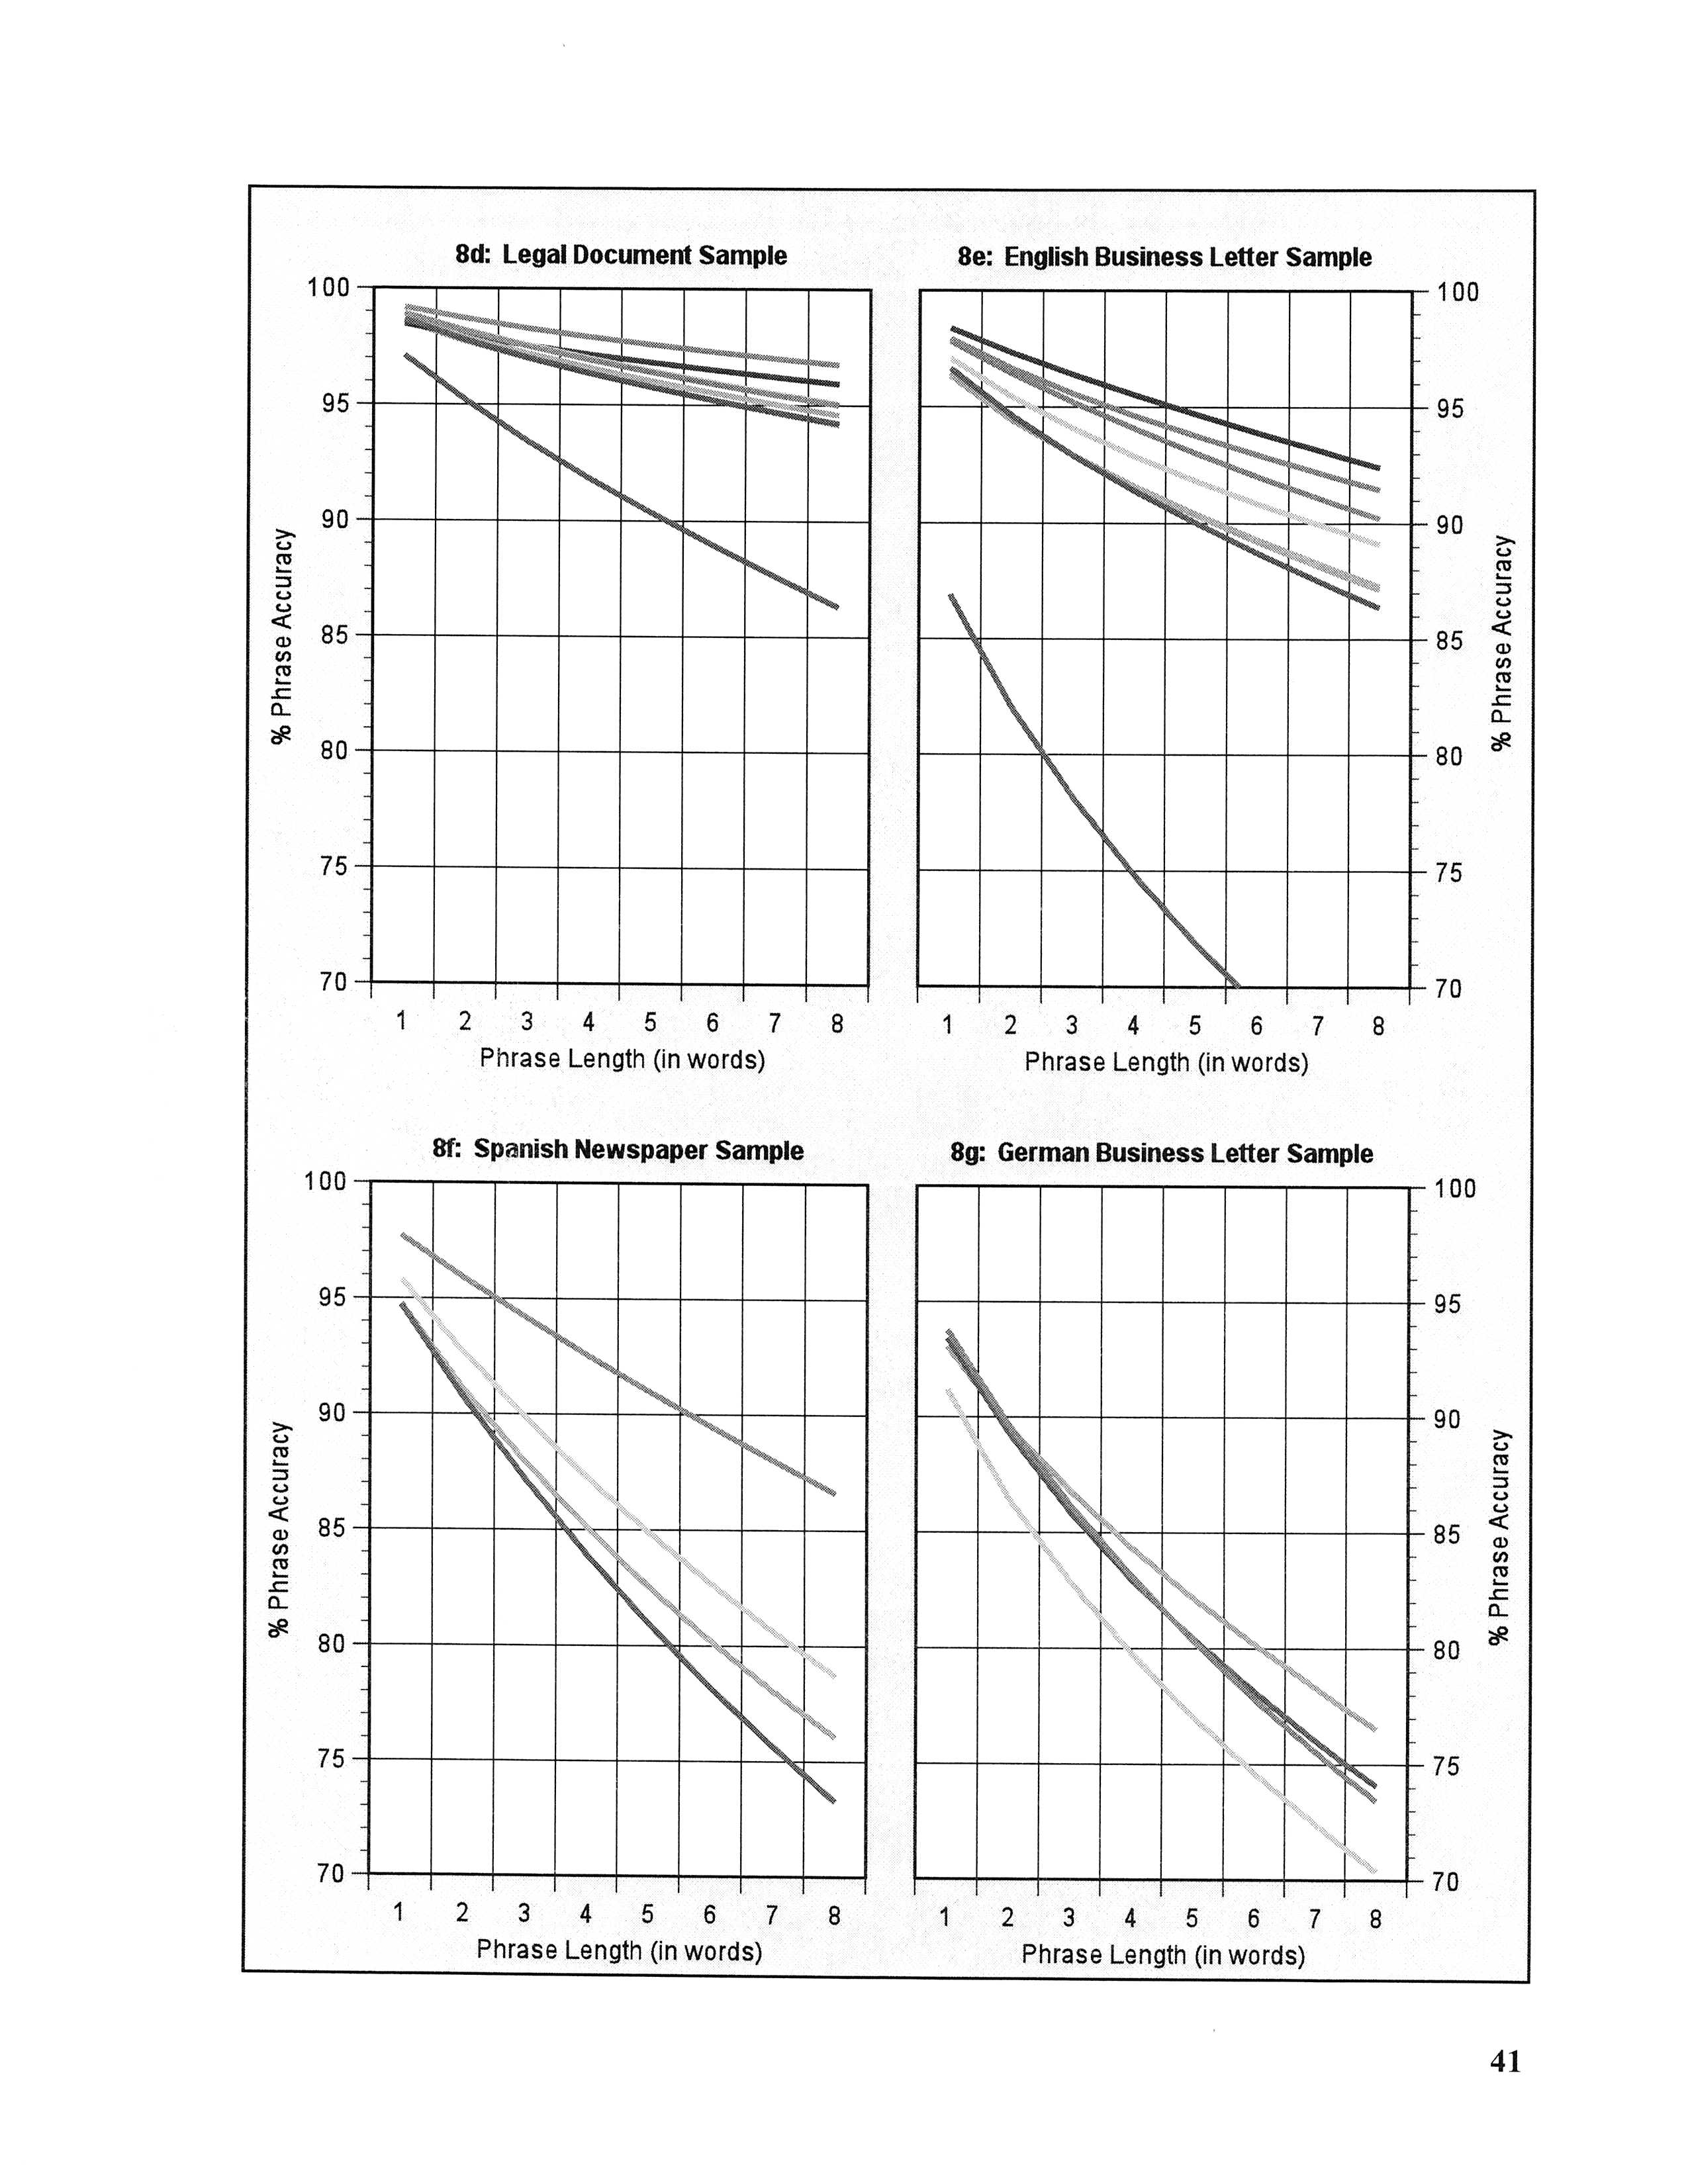 8d: Legal Document Sample
100
95
90
85
80
75
70
% Phrase Accuracy
1 2 3 4 5 6 7 8
Phrase Length (in words)
8e: English Business Letter Sample
100
95
90
85
80
75
70
% Phrase Accuracy
1 2 3 4 5 6 7 8
Phrase Length (in words)
8f: Spanish Newspaper Sample
100
95
90
85
80
75
70
% Phrase Accuracy
1 2 3 4 5 6 7 8
Phrase Length (in words)
8g: German Business Letter Sample
100
95
90
85
80
75
70
% Phrase Accuracy
1 2 3 4 5 6 7 8
Phrase Length (in words)
41